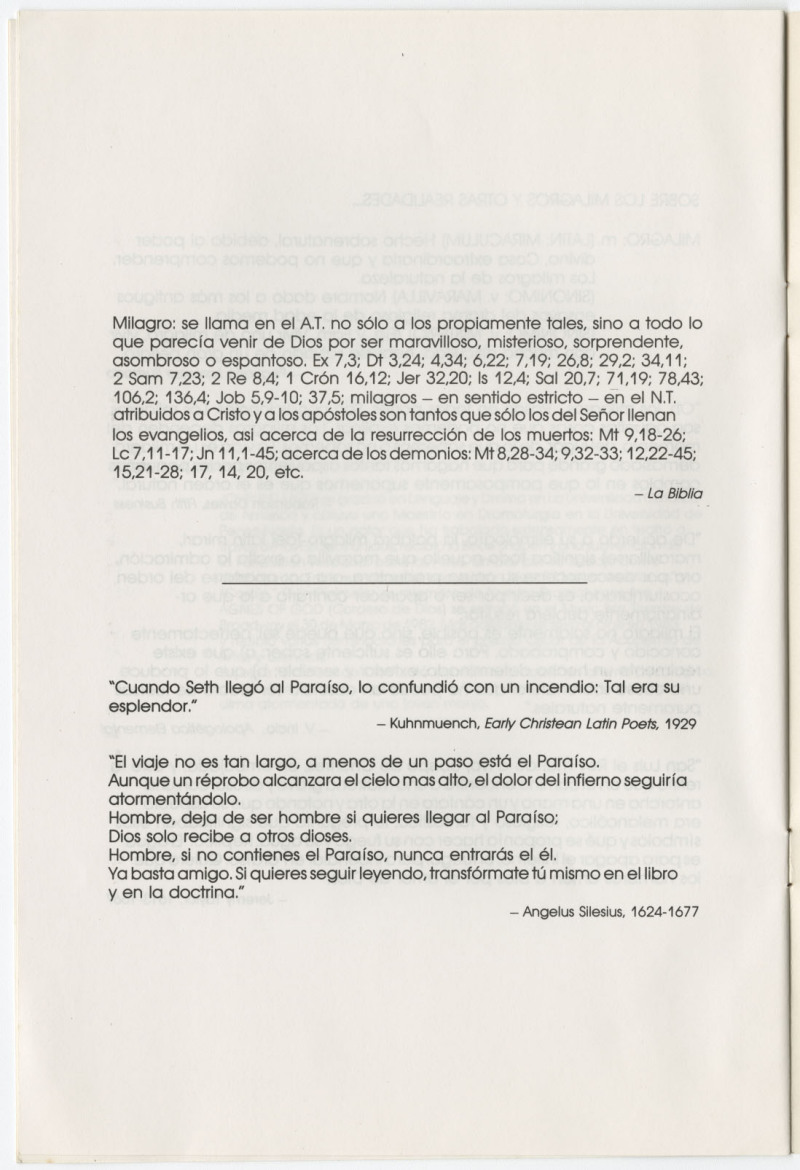 Milagro: se llama en el A.T. no sólo a los propiamente tales, sino a todo lo
que parecía venir de Dios por ser maravilloso, misterioso, sorprendente,
asombroso o espantoso. Ex 7,3; Dt 3,24; 4,34; 6,22; 7,19; 26,8; 29,2; 34,11;
2 Sam 7,23; 2 Re 8,4; 1 Crón 16,12; Jer 32,20; Is 12,4; Sal 20,7; 71,19; 78,43;
106,2; 136,4; Job 5,9-10; 37,5; milagros – en sentido estricto – en el N.T.
atribuidos a Cristo y a los apóstoles son tantos que sólo los del Señor llenan
los evangelios, asi acerca de la resurrección de los muertos: Mt 9,18-26;
Lc 7,11-17; Jn 11,1-45; acerca de los demonios: Mt 8,28-34; 9,32-33; 12,22-45;
15,21-28; 17, 14, 20, etc.
– La Biblia
"Cuando Seth llegó al Paraíso, lo confundió con un incendio: Tal era su
esplendor."
– Kuhnmuench, Early Christean Latin Poets, 1929
"El viaje no es tan largo, a menos de un paso está el Paraíso.
Aunque un réprobo alcanzara el cielo mas alto, el dolor del infierno seguiría
atormentándolo.
Hombre, deja de ser hombre si quieres llegar al Paraíso;
Dios solo recibe a otros dioses.
Hombre, si no contienes el Paraíso, nunca entrarás el él.
Ya basta amigo. Si quieres seguir leyendo, transfórmate tú mismo en el libro
y en la doctrina."
– Angelus Silesius, 1624-1677